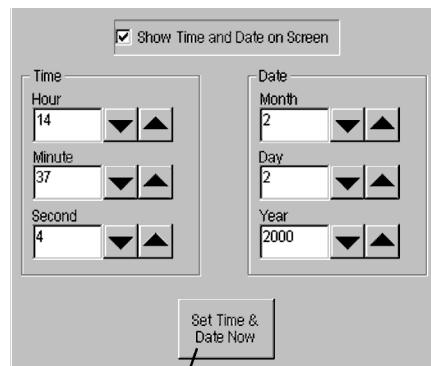 Show Time and Date on Screen
Time
Hour
14
Minute
37
Second
4
Date
Month
2
Day
2
Year
2000
Set Time &
Date Now